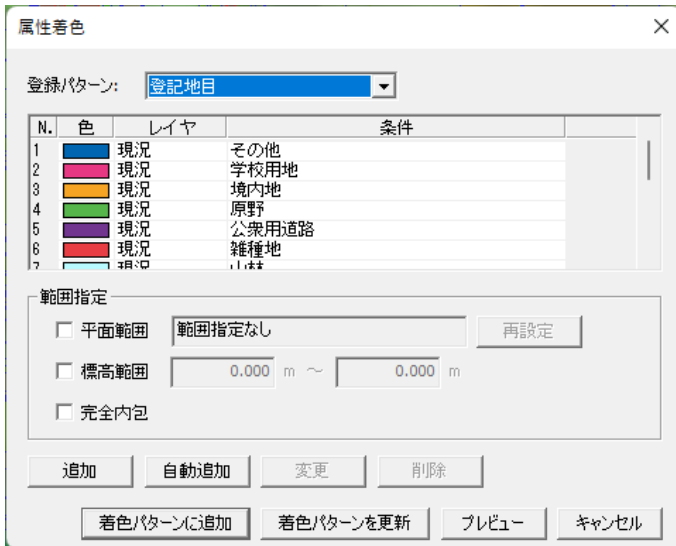 属性着色
登録パターン: 登記地目
N. 色 レイヤ 条件
1 現況 その他
2 現況 学校用地
3 現況 境内地
4 現況 原野
5 現況 公衆用道路
6 現況 雑種地
7 現況 山林
範囲指定
平面範囲 範囲指定なし 再設定
標高範囲 0.000 m ～ 0.000 m
完全内包
追加 自動追加 変更 削除
着色パターンに追加 着色パターンを更新 プレビュー キャンセル